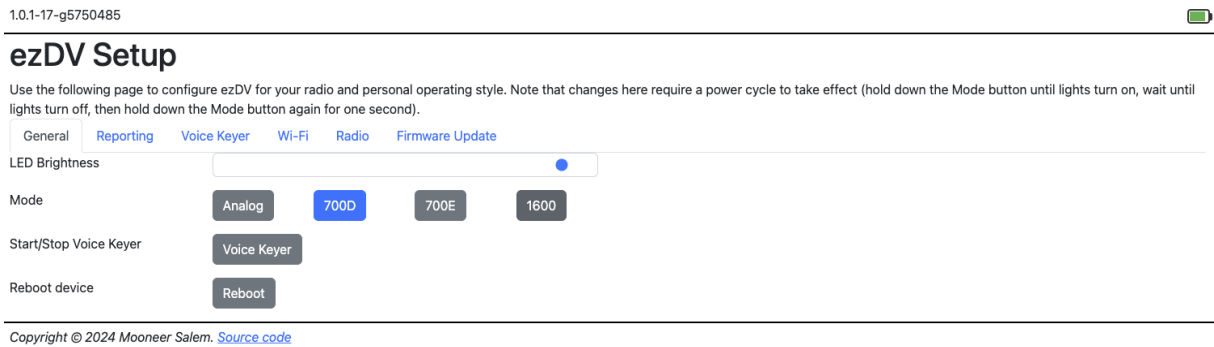 1.0.1-17-g5750485
ezDV Setup
Use the following page to configure ezDV for your radio and personal operating style. Note that changes here require a power cycle to take effect (hold down the Mode button until lights turn on, wait until
lights turn off, then hold down the Mode button again for one second).
General Reporting Voice Keyer Wi-Fi Radio Firmware Update
LED Brightness
Mode Analog 700D 700E 1600
Start/Stop Voice Keyer Voice Keyer
Reboot device Reboot
Copyright © 2024 Mooneer Salem. Source code